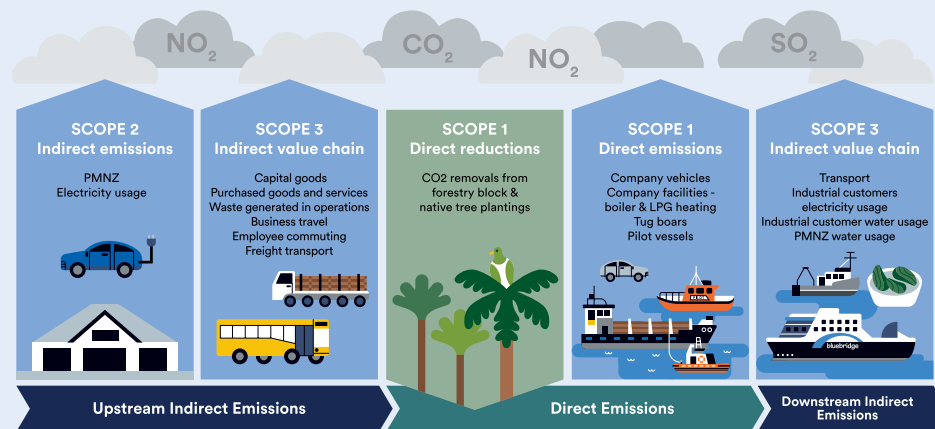 NO2
CO2
NO2
SO2
SCOPE 2
Indirect emissions
PMNZ
Electricity usage
SCOPE 3
Indirect value chain
Capital goods
Purchased goods and services
Waste generated in operations
Business travel
Employee commuting
Freight transport
SCOPE 1
Direct reductions
CO2 removals from
forestry block &
native tree plantings
SCOPE 1
Direct emissions
Company vehicles
Company facilities -
boiler & LPG heating
Tug boars
Pilot vessels
SCOPE 3
Indirect value chain
Transport
Industrial customers
electricity usage
Industrial customer water usage
PMNZ water usage
bluebridge
Upstream Indirect Emissions
Direct Emissions
Downstream Indirect
Emissions